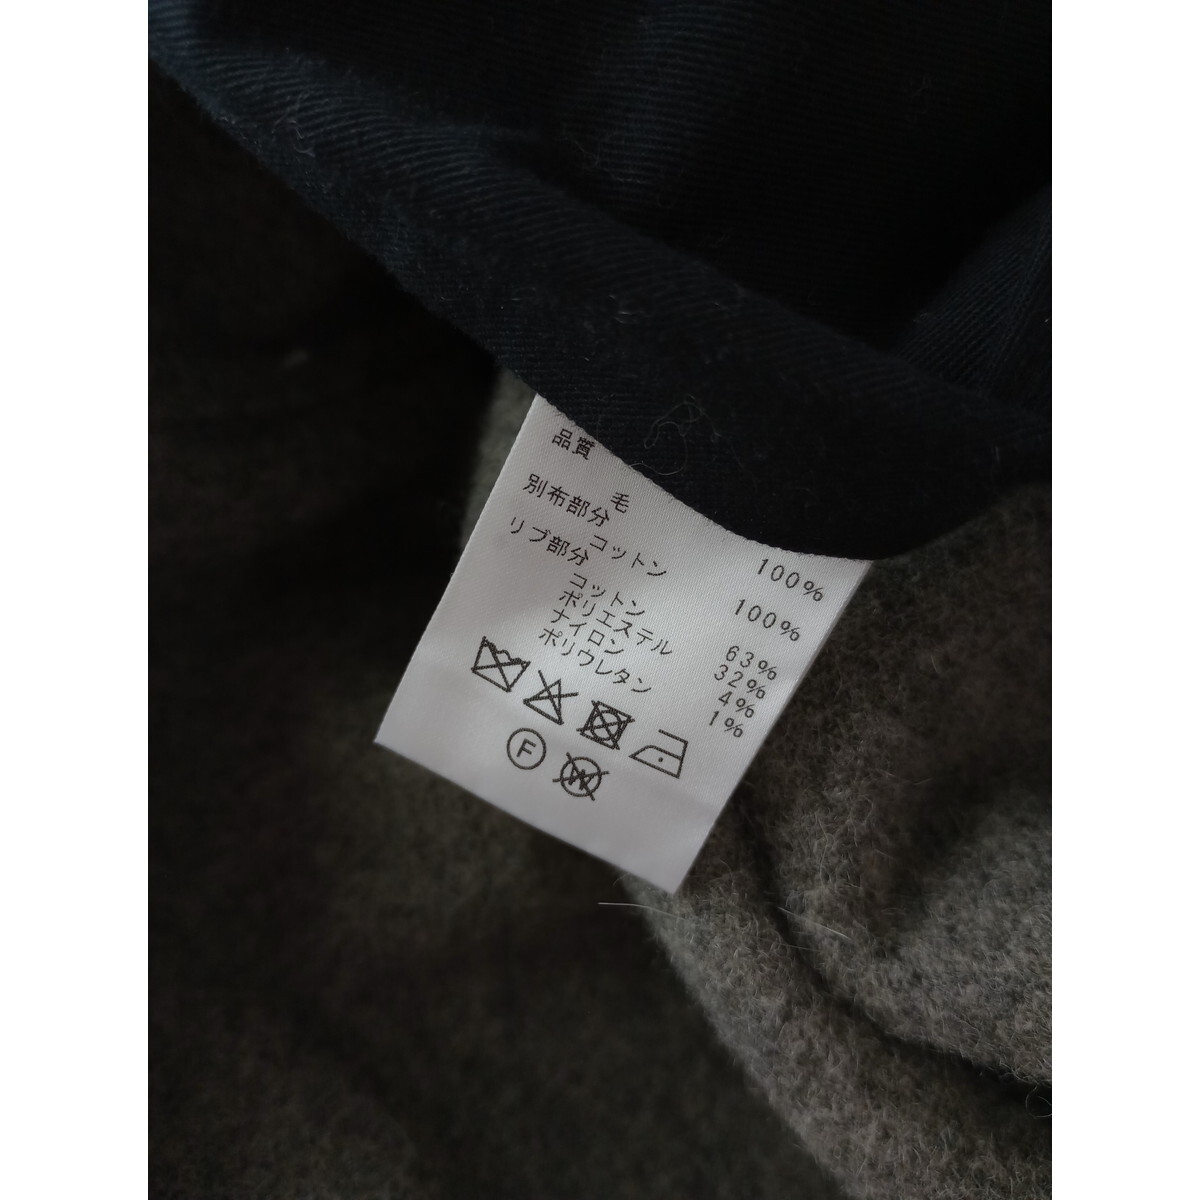 品質
毛 100%
別布部分
コットン 100%
リブ部分
コットン 63%
ポリエステル 32%
ナイロン 4%
ポリウレタン 1%
F W